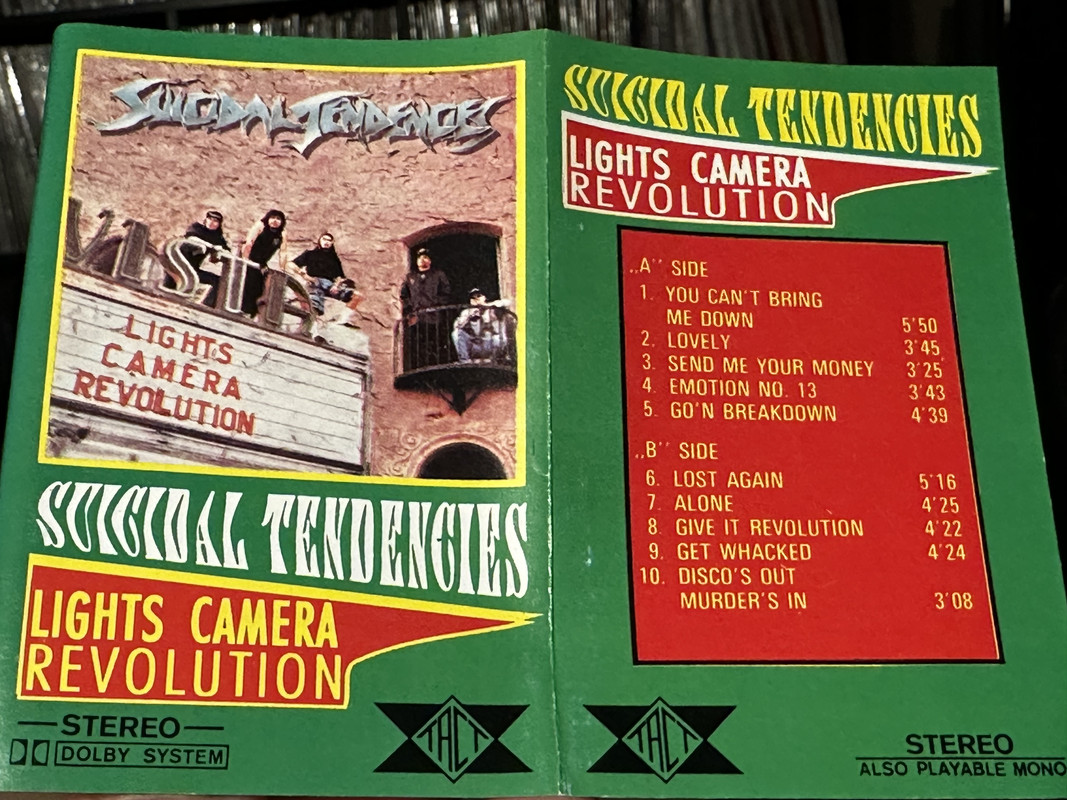 SUICIDAL TENDENCIES
LIGHTS
CAMERA
REVOLUTION
SUICIDAL TENDENCIES
LIGHTS CAMERA
REVOLUTION
STEREO
DOLBY SYSTEM
TACT
SUICIDAL TENDENCIES
LIGHTS CAMERA
REVOLUTION
„A'' SIDE
1. YOU CAN'T BRING
ME DOWN 5'50
2. LOVELY 3'45
3. SEND ME YOUR MONEY 3'25
4. EMOTION NO. 13 3'43
5. GO'N BREAKDOWN 4'39
„B'' SIDE
6. LOST AGAIN 5'16
7. ALONE 4'25
8. GIVE IT REVOLUTION 4'22
9. GET WHACKED 4'24
10. DISCO'S OUT
MURDER'S IN 3'08
TACT
STEREO
ALSO PLAYABLE MONO